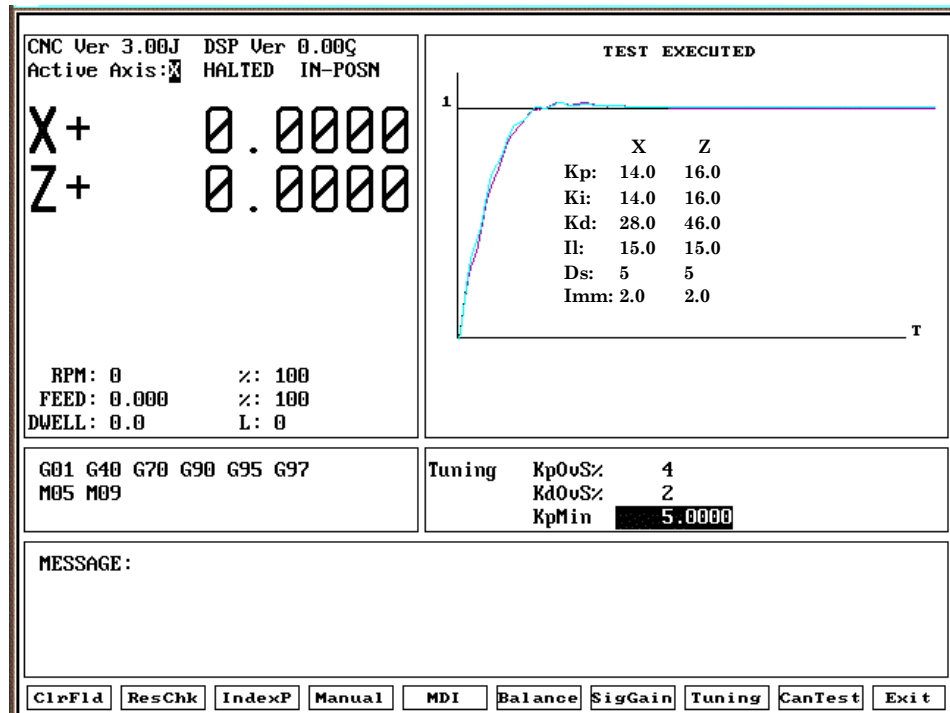 CNC Ver 3.00J DSP Ver 0.00Ç
Active Axis:X HALTED IN-POSN
X+ 0.0000
Z+ 0.0000
RPM: 0 %: 100
FEED: 0.000 %: 100
DWELL: 0.0 L: 0
TEST EXECUTED
1
X Z
Kp: 14.0 16.0
Ki: 14.0 16.0
Kd: 28.0 46.0
Il: 15.0 15.0
Ds: 5 5
Imm: 2.0 2.0
T
G01 G40 G70 G90 G95 G97
M05 M09
Tuning KpOvS% 4
KdOvS% 2
KpMin 5.0000
MESSAGE:
ClrFld ResChk IndexP Manual MDI Balance SigGain Tuning CanTest Exit